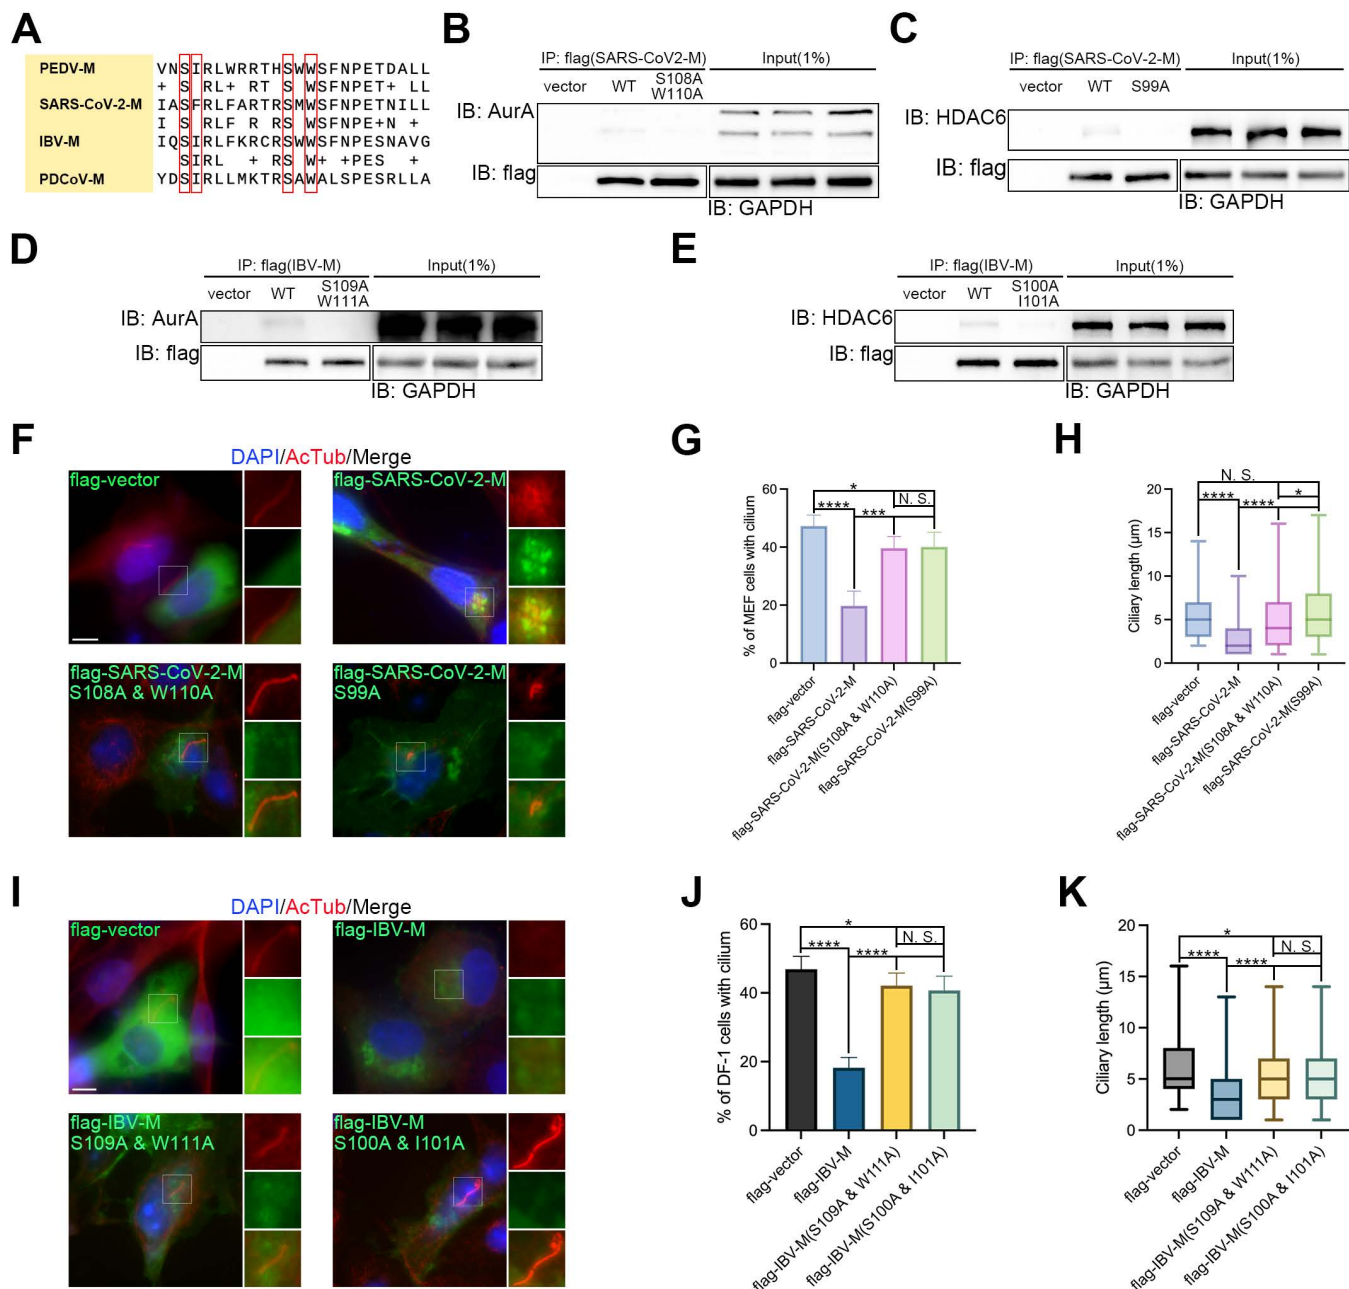 A
PEDV-M
VNSIRLWRRTHSWWSFNPETDALL
+ S RL+ RT S WSFNPET+ LL
SARS-CoV-2-M
IASFRLFARTRSMWSFNPETNILL
I S RLF R RS WSFNPE+N +
IBV-M
IQSIRLFKRCRSWWSFNPESNAVG
SIRL + RS W+ +PES +
PDCoV-M
YDSIRLLMKTRSAWALSPESRLLA
B
IP: flag(SARS-CoV2-M)
Input(1%)
vector
WT
S108A
W110A
IB: AurA
IB: flag
IB: GAPDH
C
IP: flag(SARS-CoV-2-M)
Input(1%)
vector
WT
S99A
IB: HDAC6
IB: flag
IB: GAPDH
D
IP: flag(IBV-M)
Input(1%)
vector
WT
S109A
W111A
IB: AurA
IB: flag
IB: GAPDH
E
IP: flag(IBV-M)
Input(1%)
vector
WT
S100A
I101A
IB: HDAC6
IB: flag
IB: GAPDH
F
DAPI/AcTub/Merge
flag-vector
flag-SARS-CoV-2-M
flag-SARS-CoV-2-M
S108A & W110A
flag-SARS-CoV-2-M
S99A
G
% of MEF cells with cilium
60
40
20
0
*
N. S.
**** ***
flag-vector
flag-SARS-CoV-2-M
flag-SARS-CoV-2-M(S108A & W110A)
flag-SARS-CoV-2-M(S99A)
H
Ciliary length (μm)
20
15
10
5
0
N. S.
*
**** ****
flag-vector
flag-SARS-CoV-2-M
flag-SARS-CoV-2-M(S108A & W110A)
flag-SARS-CoV-2-M(S99A)
I
DAPI/AcTub/Merge
flag-vector
flag-IBV-M
flag-IBV-M
S109A & W111A
flag-IBV-M
S100A & I101A
J
% of DF-1 cells with cilium
60
40
20
0
*
N. S.
**** ****
flag-vector
flag-IBV-M
flag-IBV-M(S109A & W111A)
flag-IBV-M(S100A & I101A)
K
Ciliary length (μm)
20
15
10
5
0
*
N. S.
**** ****
flag-vector
flag-IBV-M
flag-IBV-M(S109A & W111A)
flag-IBV-M(S100A & I101A)